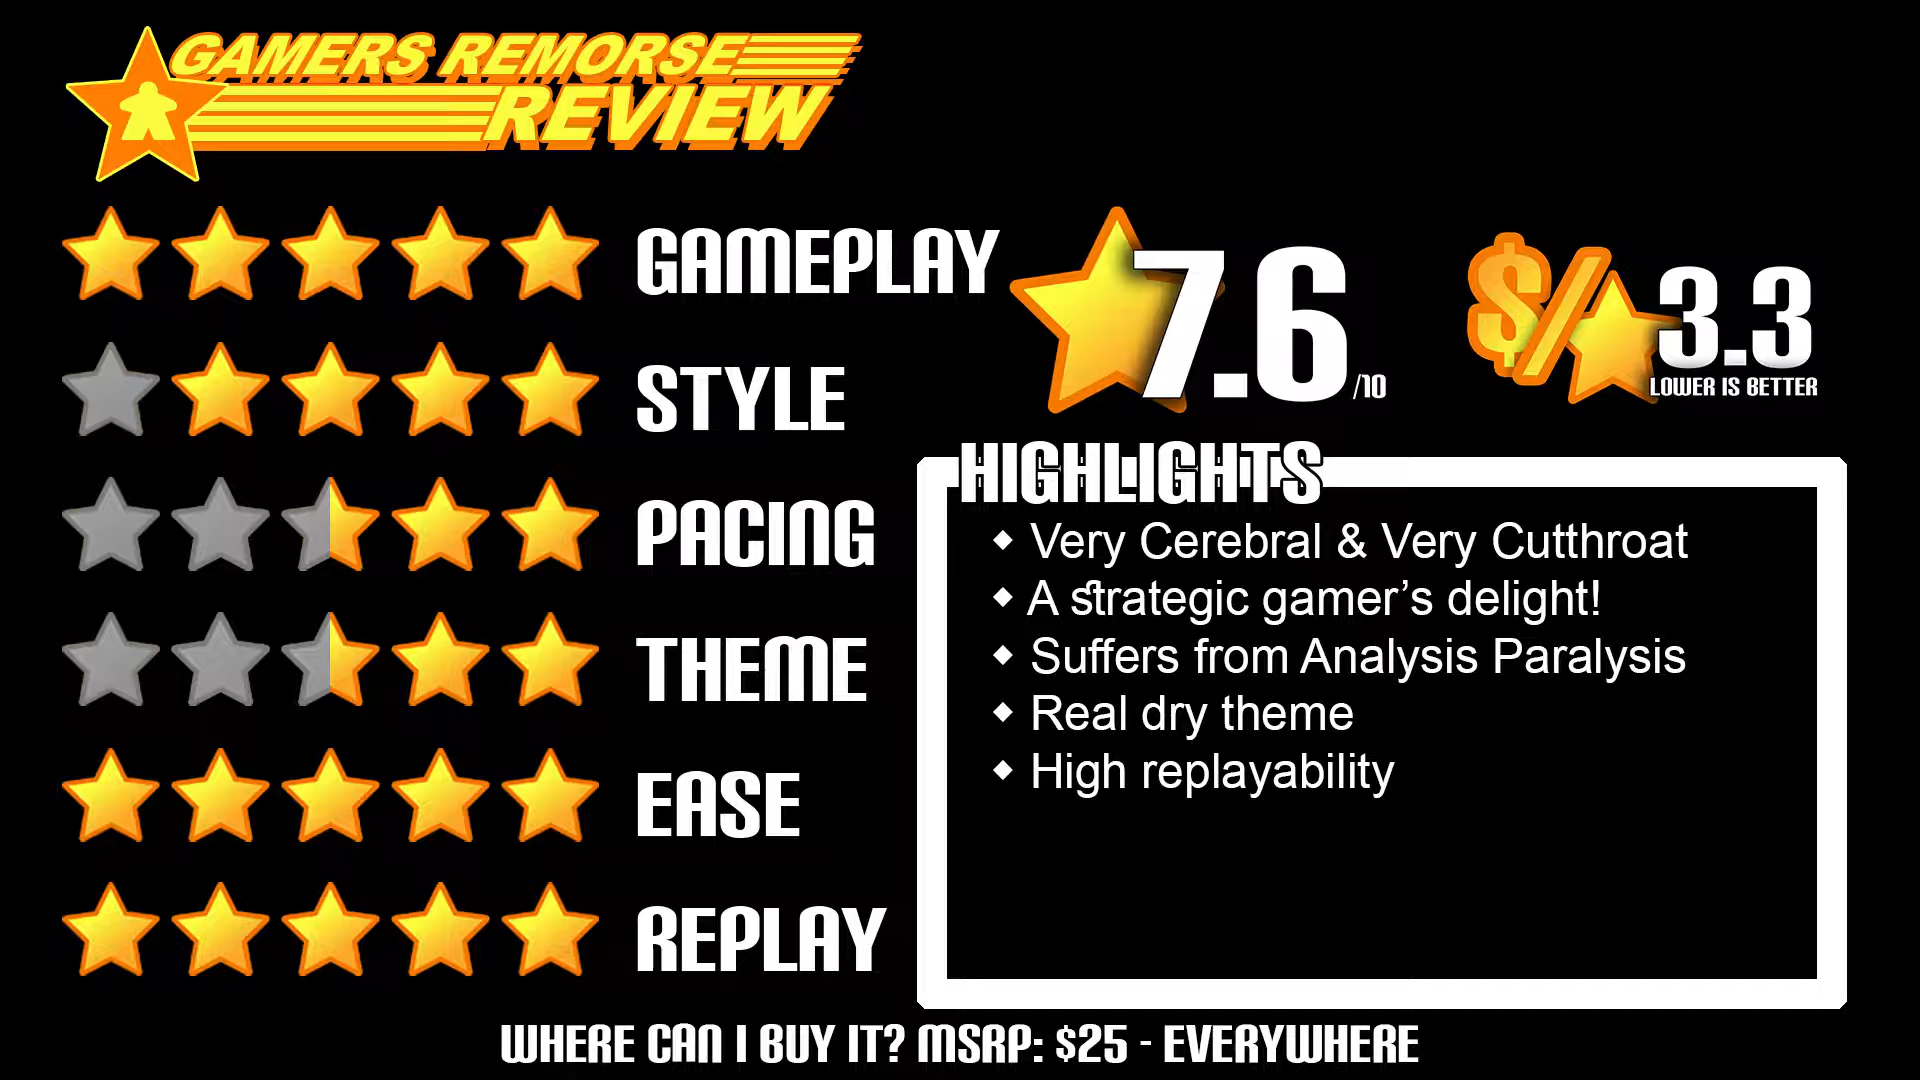 GAMERS REMORSE
REVIEW
GAMEPLAY
STYLE
PACING
THEME
EASE
REPLAY
7.6/10
$/ 3.3
LOWER IS BETTER
HIGHLIGHTS
◆ Very Cerebral & Very Cutthroat
◆ A strategic gamer’s delight!
◆ Suffers from Analysis Paralysis
◆ Real dry theme
◆ High replayability
WHERE CAN I BUY IT? MSRP: $25 - EVERYWHERE